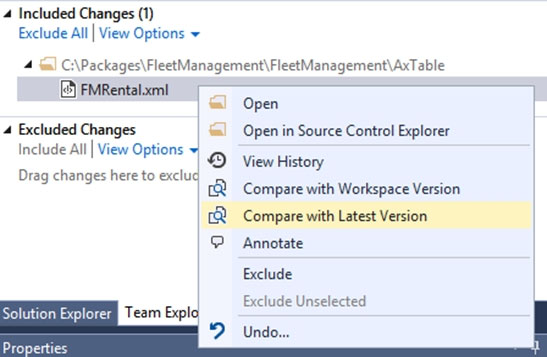 Included Changes (1)
Exclude All | View Options
C:\Packages\FleetManagement\FleetManagement\AxTable
FMRental.xml
Open
Open in Source Control Explorer
View History
Compare with Workspace Version
Compare with Latest Version
Annotate
Exclude
Exclude Unselected
Undo...
Excluded Changes
Include All | View Options
Drag changes here to exclu
Solution Explorer
Team Explo
Properties